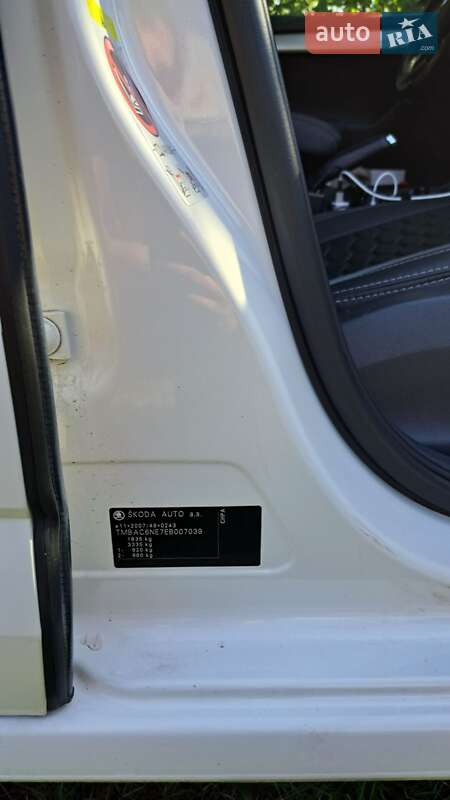 auto RIA
.com
ŠKODA AUTO a.s.
e11*2007/46*0243
TMBAC6NE7EB007039
1835 kg
3335 kg
1- 920 kg
2- 960 kg